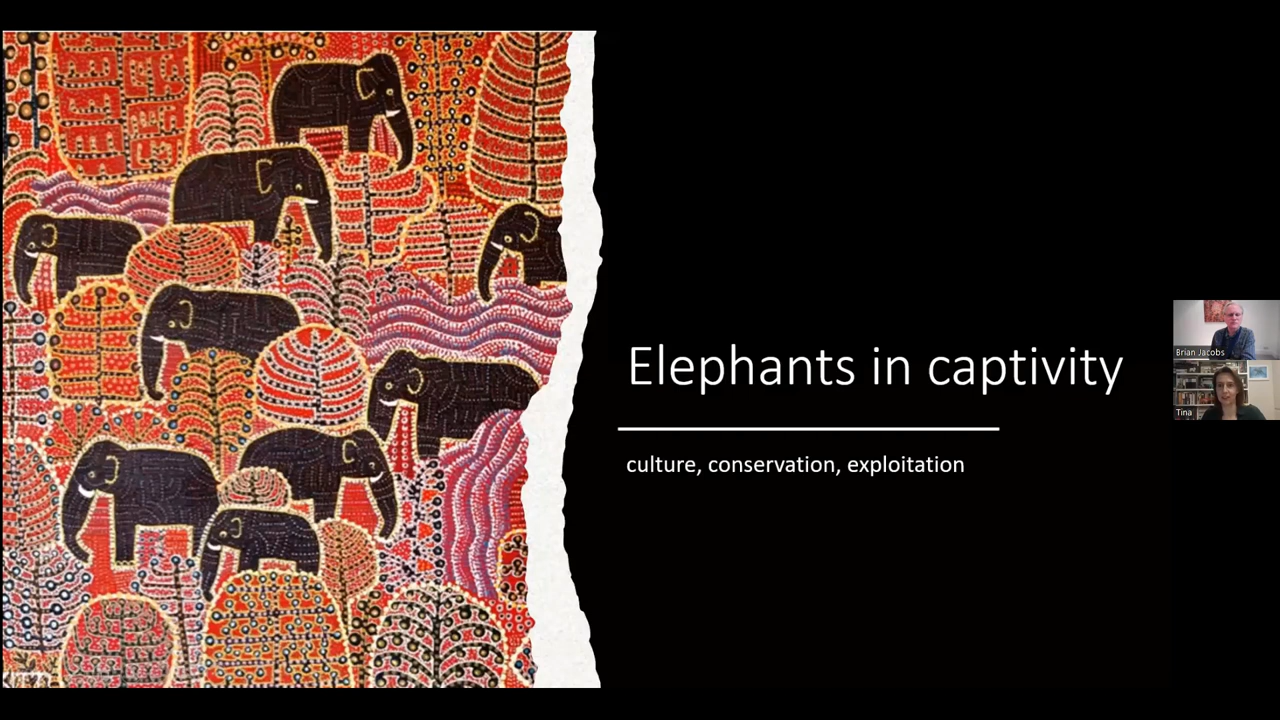 Elephants in captivity
culture, conservation, exploitation
Brian Jacobs
Tina